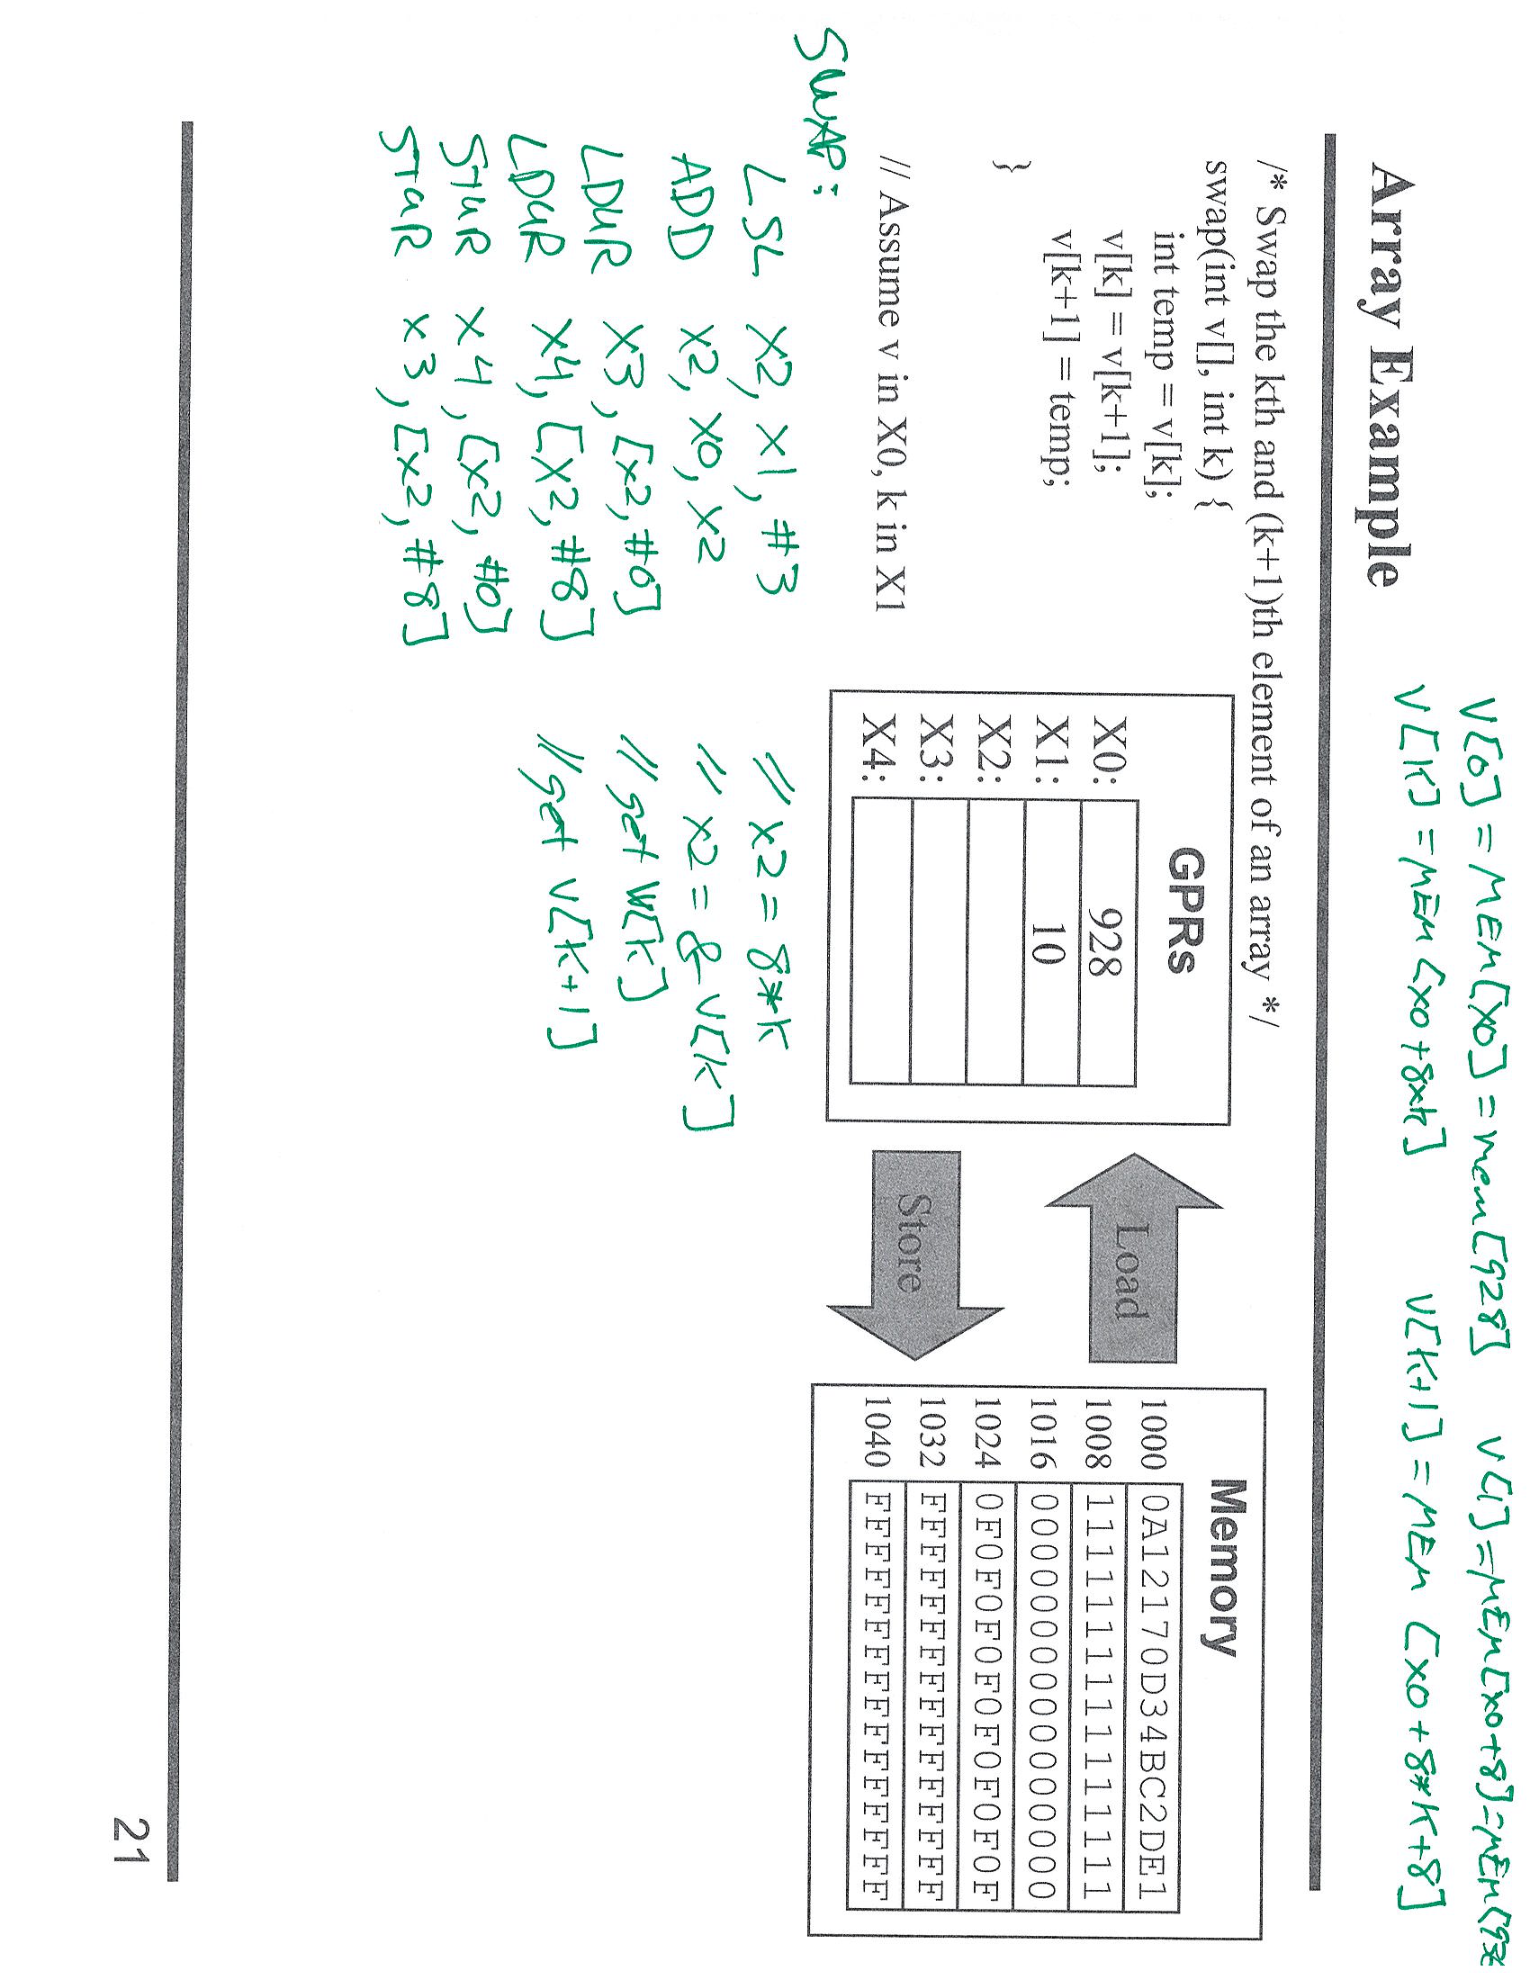 V[0] = MEM[X0] = mem[928] V[1] = MEM[X0+8] = MEM[93
V[K] = MEM[X0+8*k] V[K+1] = MEM [X0+8*K+8]
Array Example
/* Swap the kth and (k+1)th element of an array */
swap(int v[], int k) {
int temp = v[k];
v[k] = v[k+1];
v[k+1] = temp;
}
// Assume v in X0, k in X1
GPRs
X0: 928
X1: 10
X2:
X3:
X4:
Load
Store
Memory
1000 0A12170D34BC2DE1
1008 1111111111111111
1016 0000000000000000
1024 0F0F0F0F0F0F0F0F
1032 FFFFFFFFFFFFFFFF
1040 FFFFFFFFFFFFFFFF
SWAP:
LSL X2, X1, #3 // X2 = 8*K
ADD X2, X0, X2 // X2 = & V[K]
LDUR X3, [X2, #0] // get V[K]
LDUR X4, [X2, #8] // get V[K+1]
STUR X4, [X2, #0]
STUR X3, [X2, #8]
21